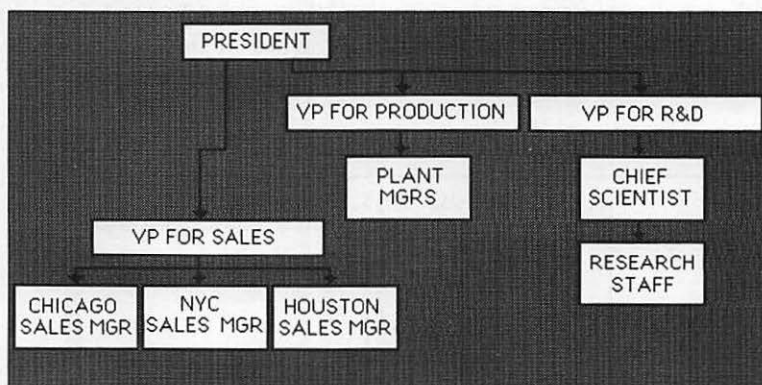 PRESIDENT
VP FOR PRODUCTION
VP FOR R&D
PLANT
MGRS
CHIEF
SCIENTIST
VP FOR SALES
RESEARCH
STAFF
CHICAGO
SALES MGR
NYC
SALES MGR
HOUSTON
SALES MGR